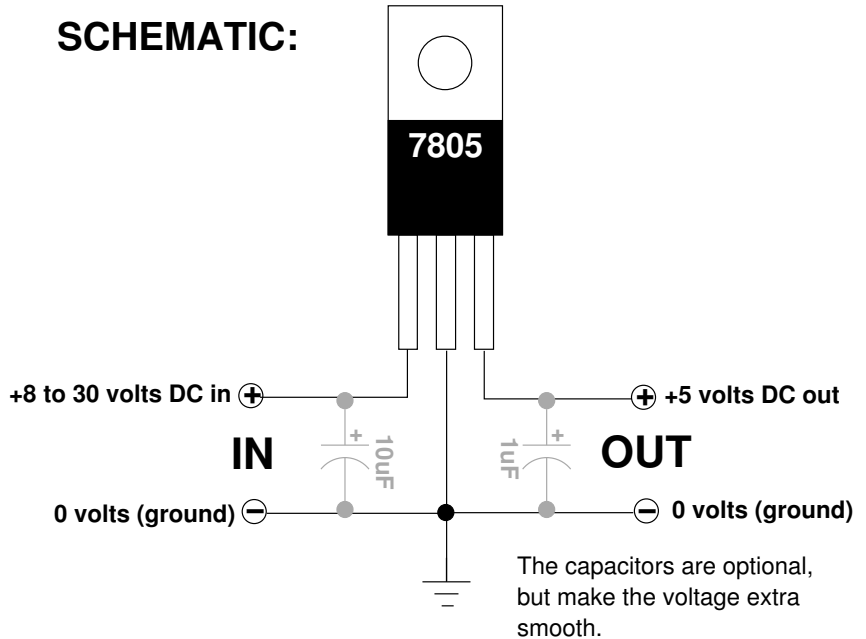 SCHEMATIC:
7805
+8 to 30 volts DC in +
+ +5 volts DC out
IN
+
10uF
+
1uF
OUT
0 volts (ground) −
− 0 volts (ground)
The capacitors are optional,
but make the voltage extra
smooth.